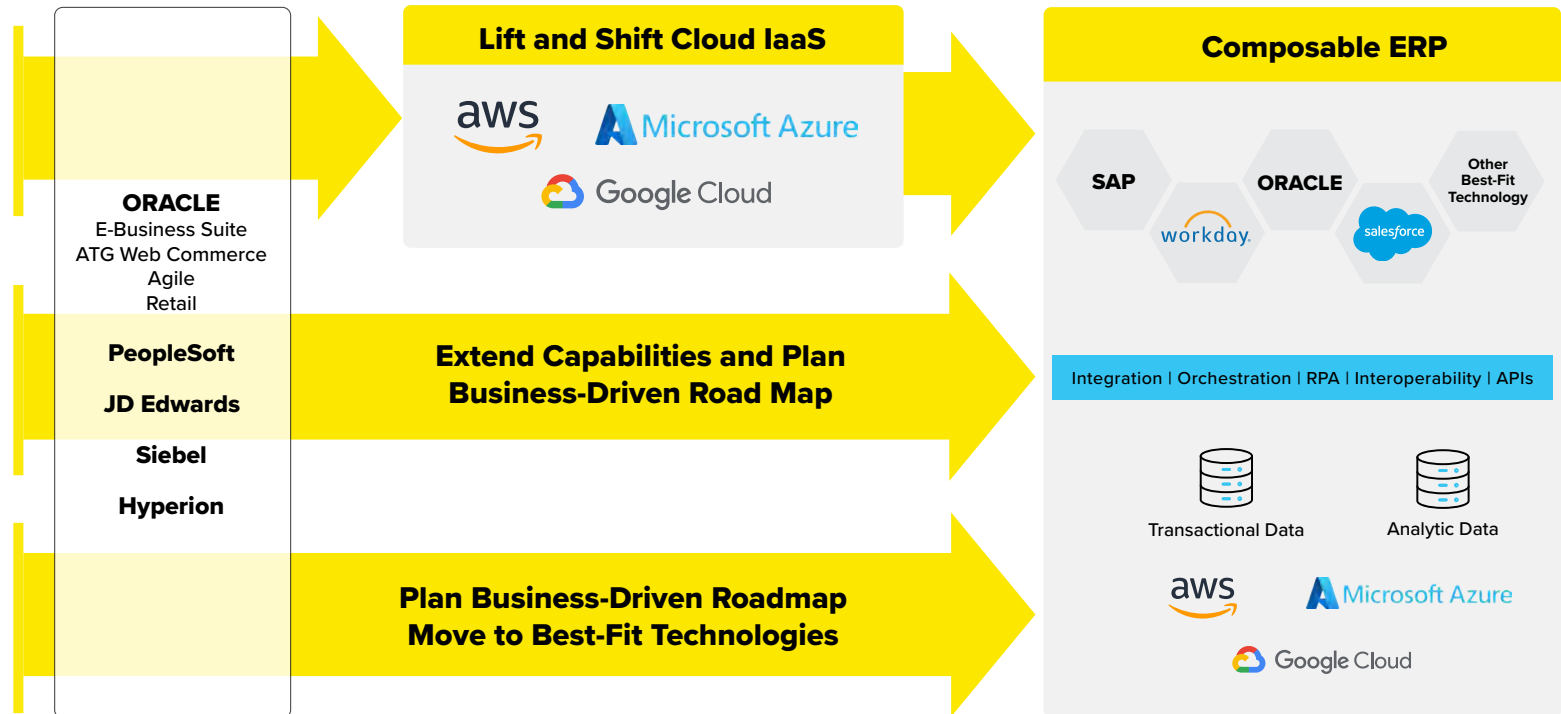 ORACLE
E-Business Suite
ATG Web Commerce
Agile
Retail
PeopleSoft
JD Edwards
Siebel
Hyperion
Lift and Shift Cloud IaaS
aws
Microsoft Azure
Google Cloud
Extend Capabilities and Plan
Business-Driven Road Map
Plan Business-Driven Roadmap
Move to Best-Fit Technologies
Composable ERP
SAP
workday.
ORACLE
salesforce
Other
Best-Fit
Technology
Integration | Orchestration | RPA | Interoperability | APIs
Transactional Data
Analytic Data
aws
Microsoft Azure
Google Cloud